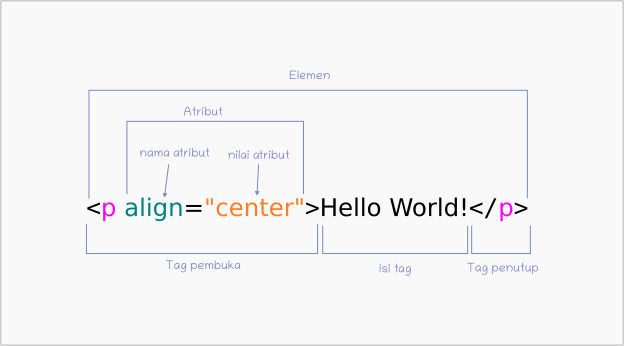 Elemen
Atribut
nama atribut nilai atribut
<p align="center">Hello World!</p>
Tag pembuka isi tag Tag penutup